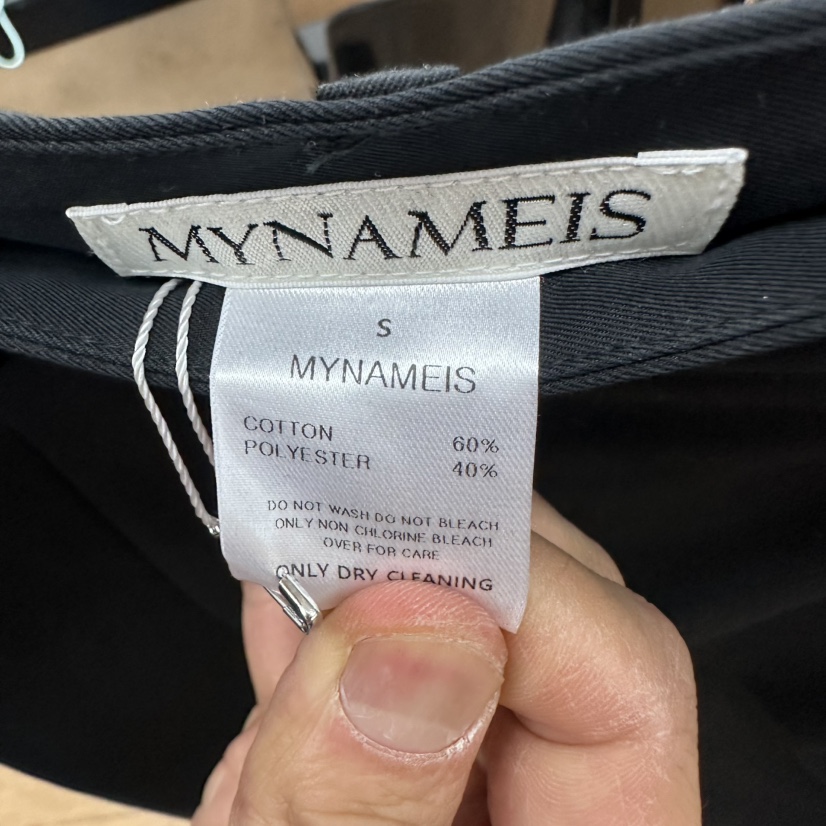 MYNAMEIS
S
MYNAMEIS
COTTON 60%
POLYESTER 40%
DO NOT WASH DO NOT BLEACH
ONLY NON CHLORINE BLEACH
OVER FOR CARE
ONLY DRY CLEANING